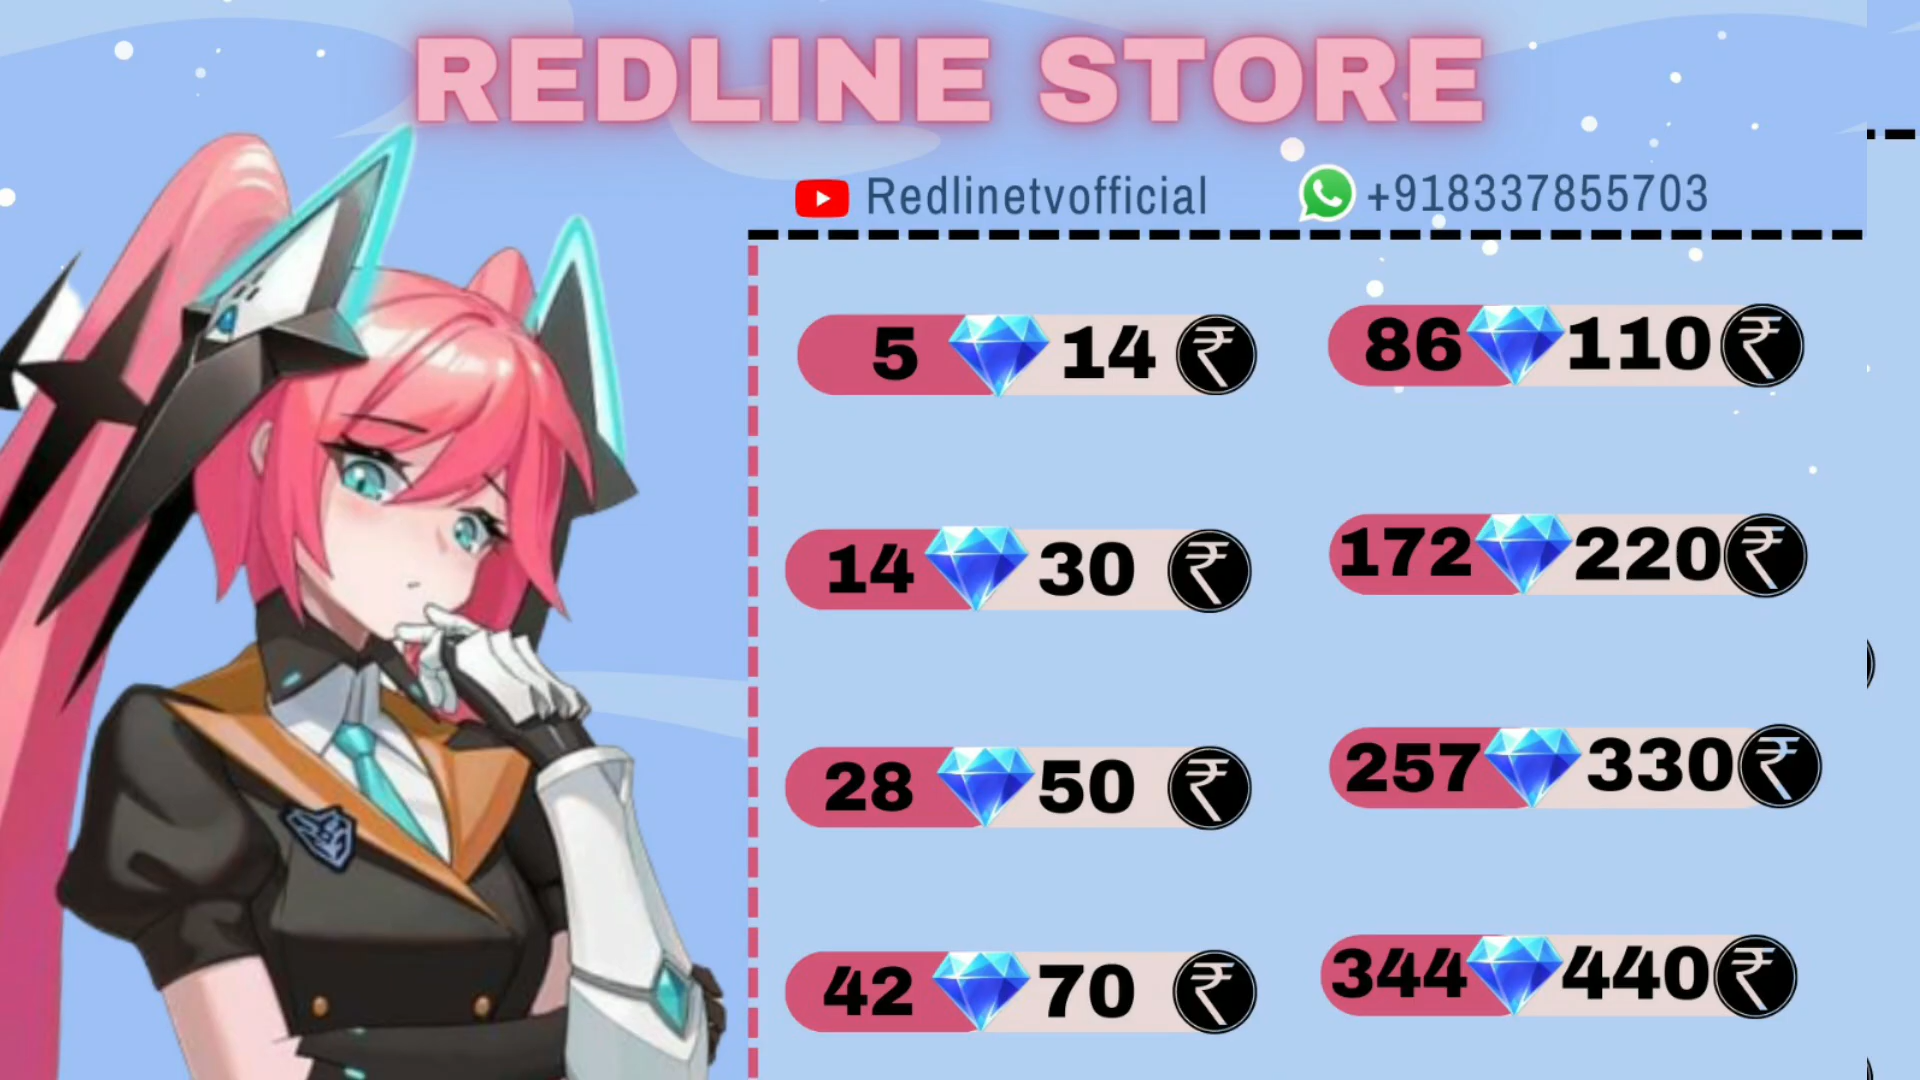 REDLINE STORE
Redlinetvofficial +918337855703
5 14 ₹
86 110 ₹
14 30 ₹
172 220 ₹
28 50 ₹
257 330 ₹
42 70 ₹
344 440 ₹